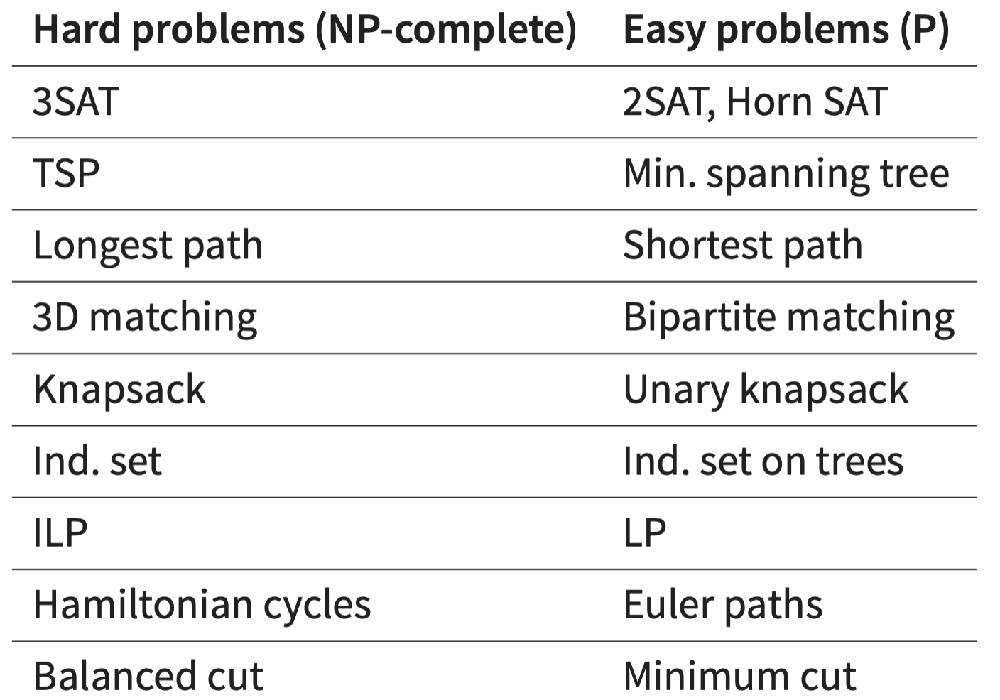 Hard problems (NP-complete) Easy problems (P)
3SAT 2SAT, Horn SAT
TSP Min. spanning tree
Longest path Shortest path
3D matching Bipartite matching
Knapsack Unary knapsack
Ind. set Ind. set on trees
ILP LP
Hamiltonian cycles Euler paths
Balanced cut Minimum cut